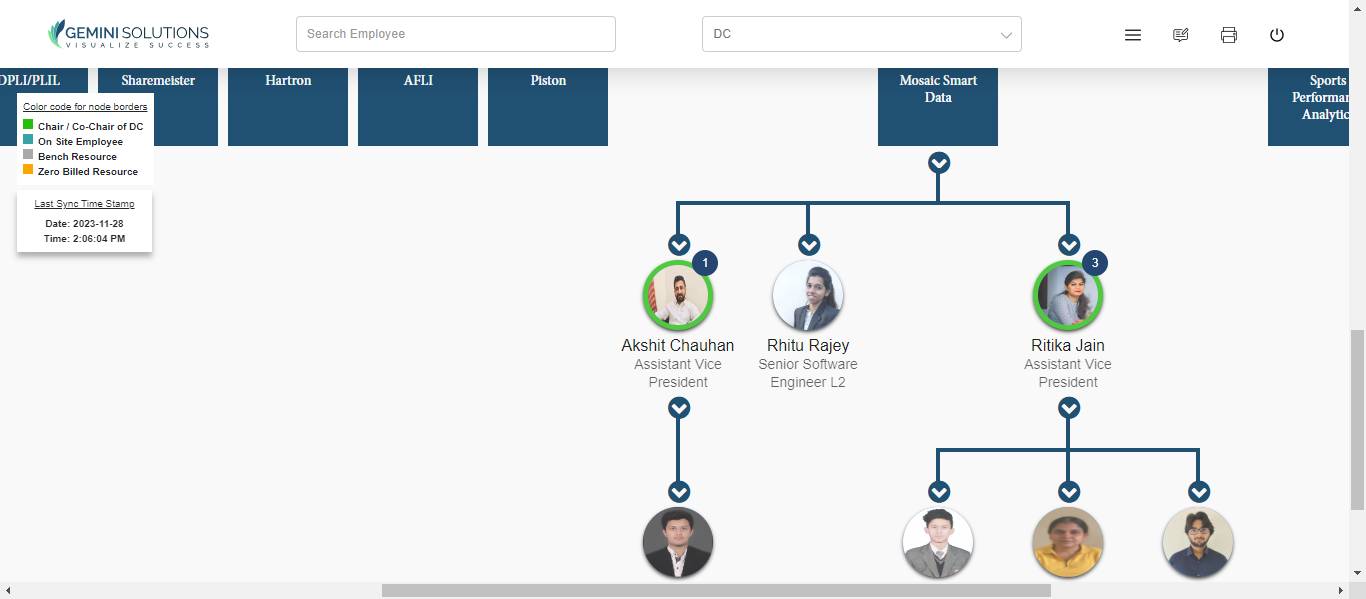 GEMINI SOLUTIONS
VISUALIZE SUCCESS
Search Employee
DC
DPLI/PLIL
Sharemeister
Hartron
AFLI
Piston
Mosaic Smart
Data
Sports
Performan
Analytic
Color code for node borders
Chair / Co-Chair of DC
On Site Employee
Bench Resource
Zero Billed Resource
Last Sync Time Stamp
Date: 2023-11-28
Time: 2:06:04 PM
1
3
Akshit Chauhan
Assistant Vice
President
Rhitu Rajey
Senior Software
Engineer L2
Ritika Jain
Assistant Vice
President